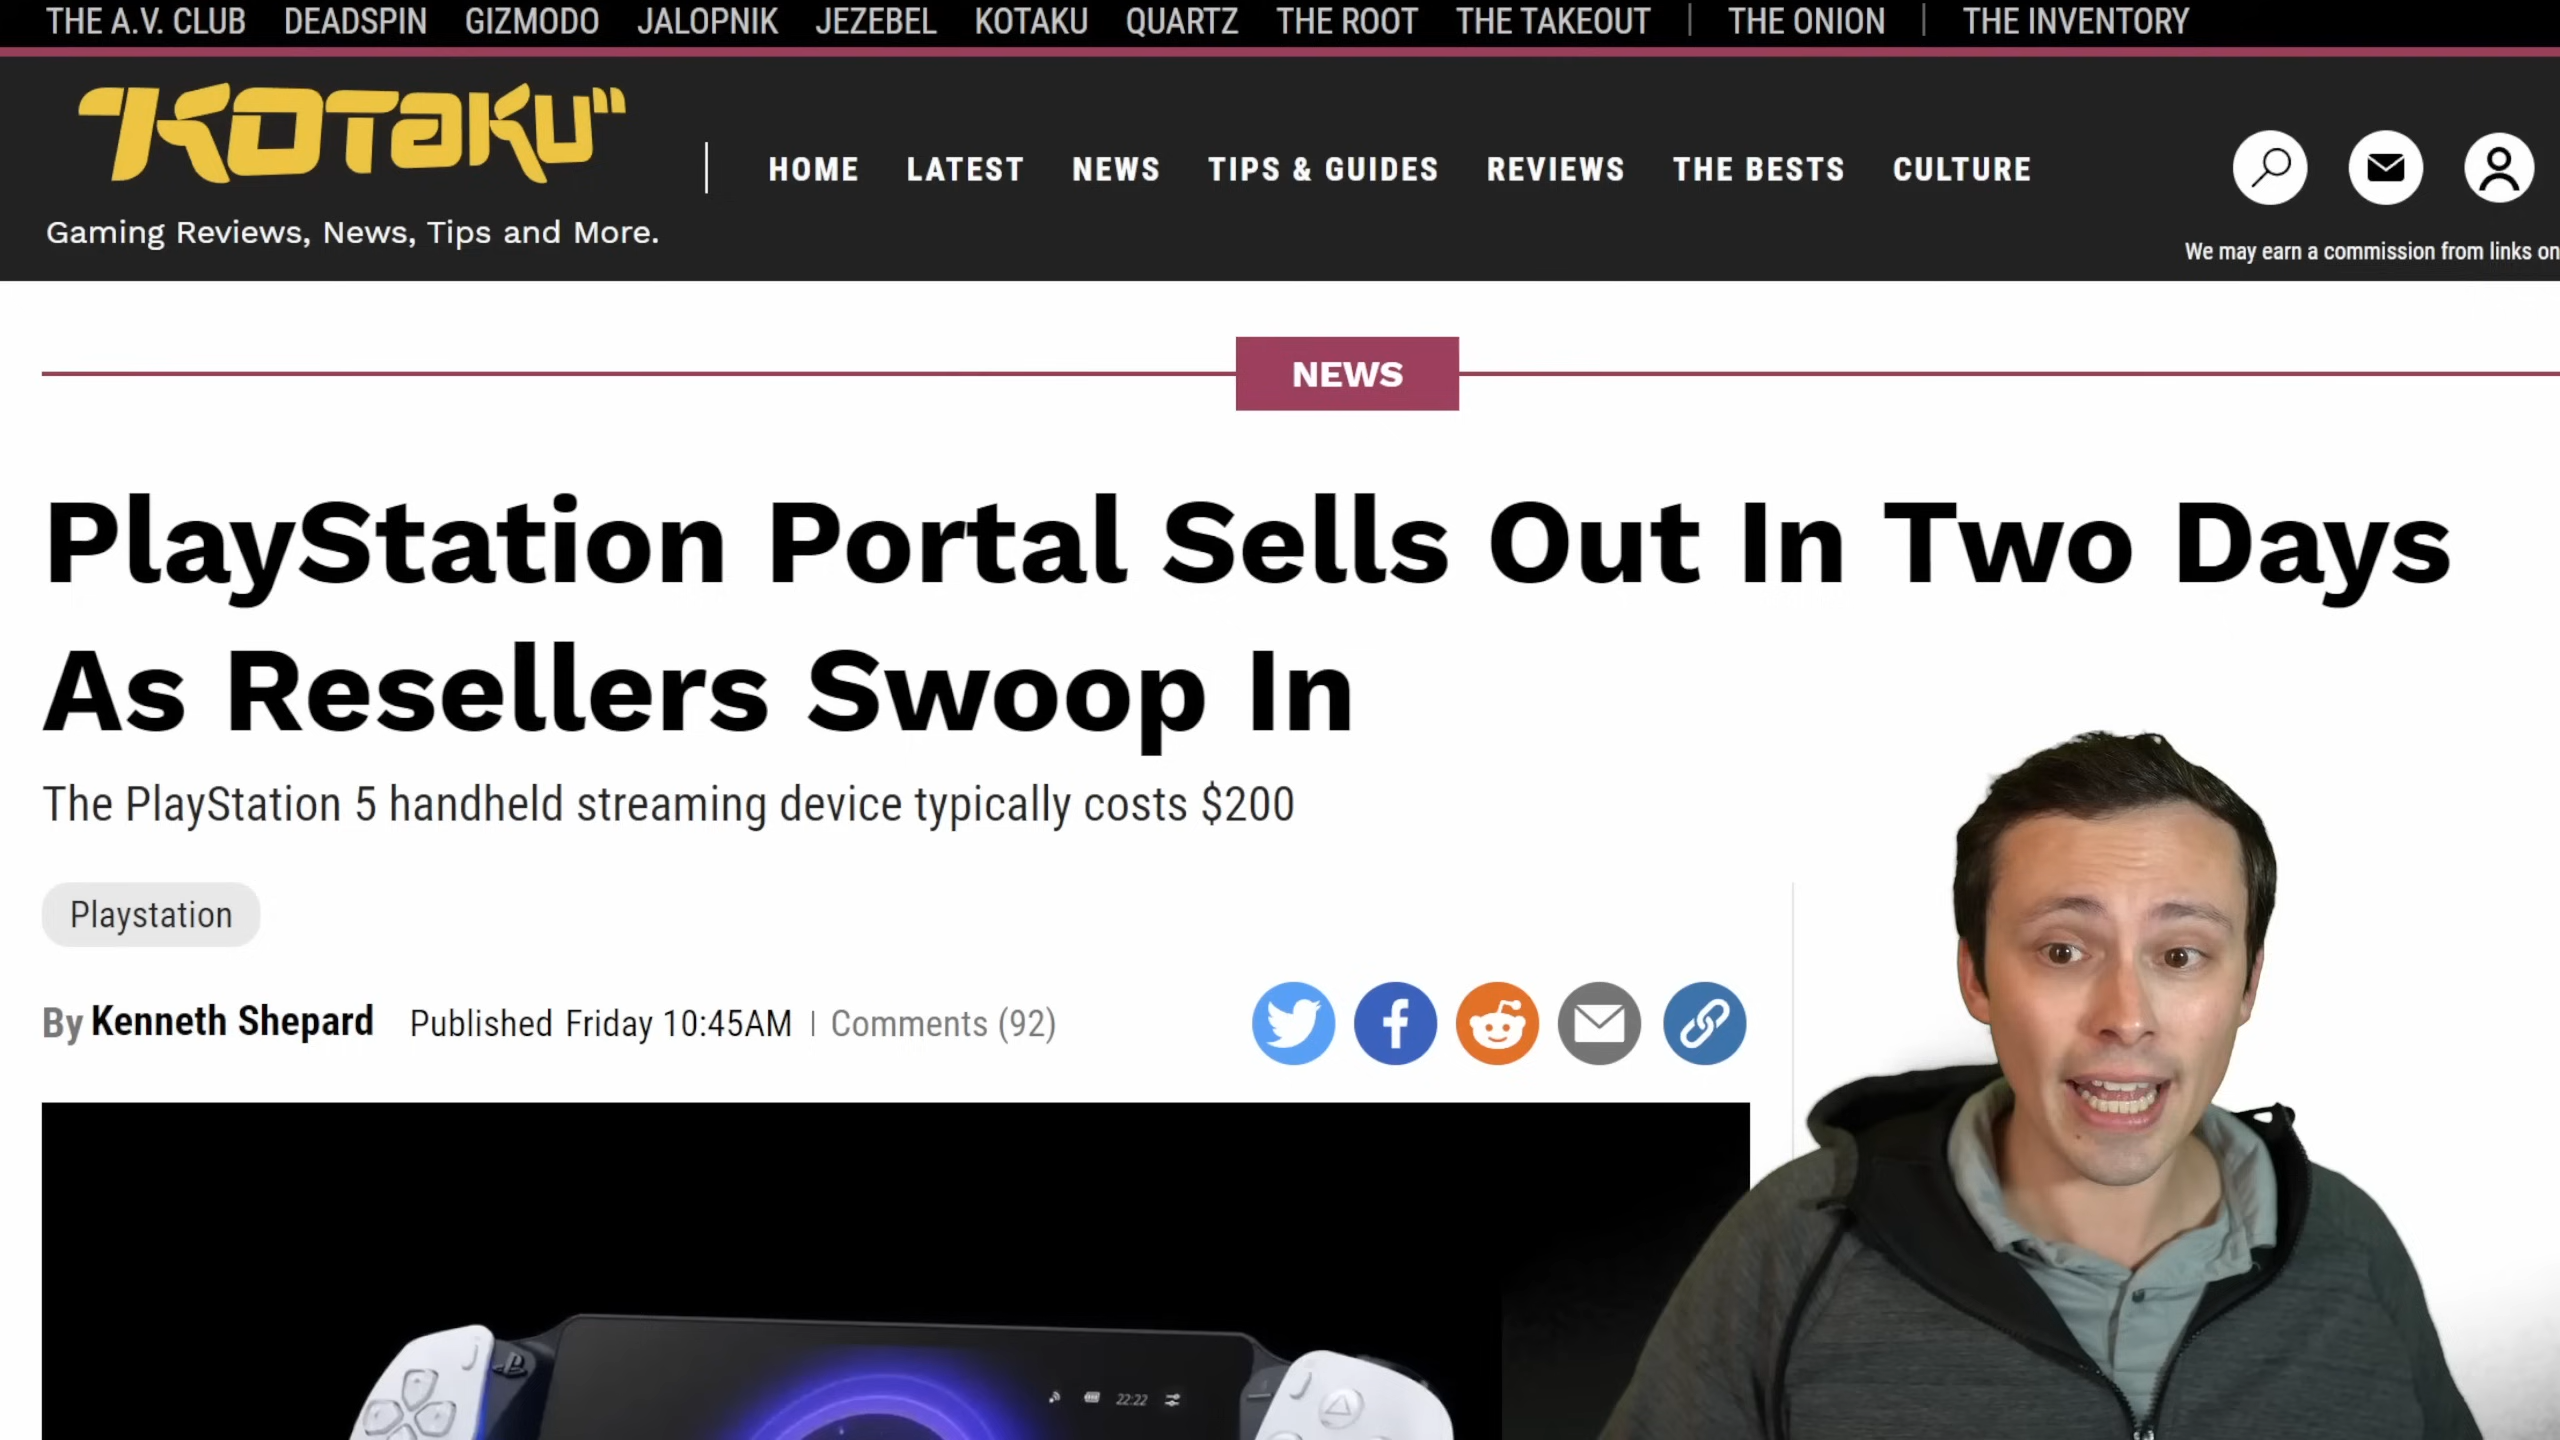 THE A.V. CLUB DEADSPIN GIZMODO JALOPNIK JEZEBEL KOTAKU QUARTZ THE ROOT THE TAKEOUT | THE ONION | THE INVENTORY
KOTAKU
HOME LATEST NEWS TIPS & GUIDES REVIEWS THE BESTS CULTURE
Gaming Reviews, News, Tips and More.
We may earn a commission from links on
NEWS
PlayStation Portal Sells Out In Two Days
As Resellers Swoop In
The PlayStation 5 handheld streaming device typically costs $200
Playstation
By Kenneth Shepard Published Friday 10:45AM | Comments (92)
22:22